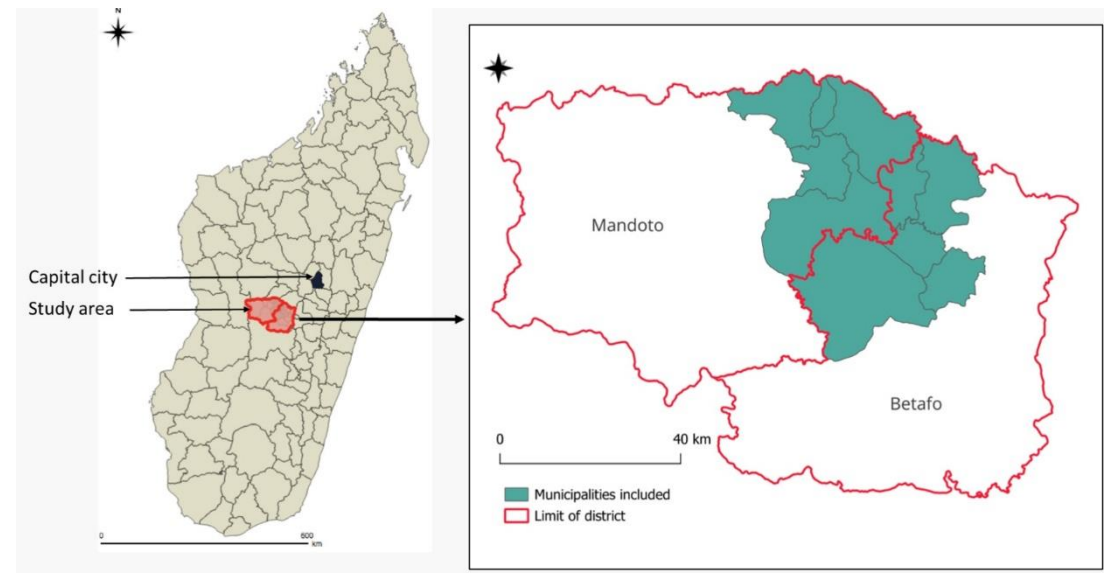 N
Capital city
Study area
0 600
km
Mandoto
Betafo
0 40 km
Municipalities included
Limit of district